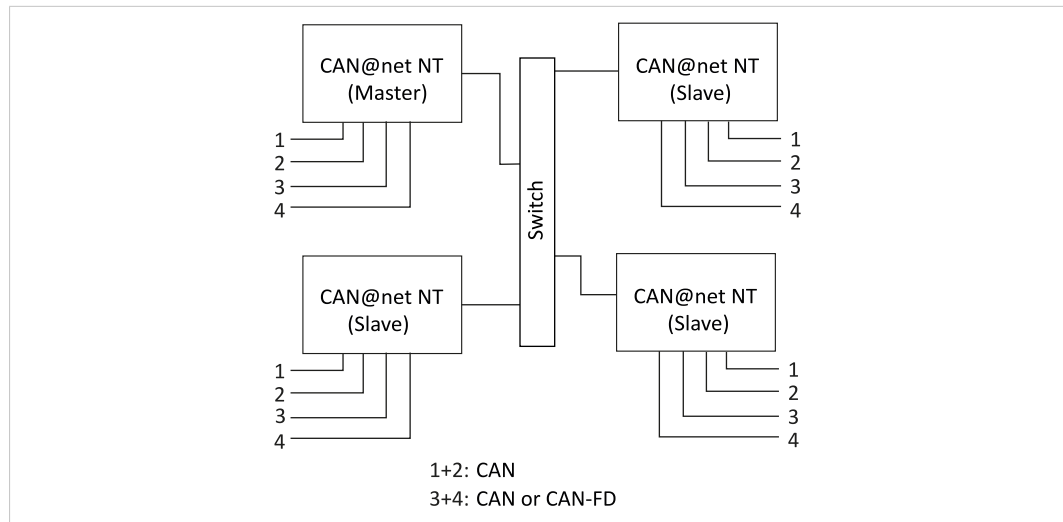 CAN@net NT
(Master)
1
2
3
4
CAN@net NT
(Slave)
1
2
3
4
Switch
CAN@net NT
(Slave)
1
2
3
4
CAN@net NT
(Slave)
1
2
3
4
1+2: CAN
3+4: CAN or CAN-FD